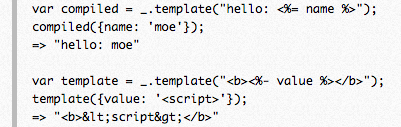 var compiled = _.template("hello: <%= name %>");
compiled({name: 'moe'});
=> "hello: moe"
var template = _.template("<b><%- value %></b>");
template({value: '<script>'});
=> "<b>&lt;script&gt;</b>"